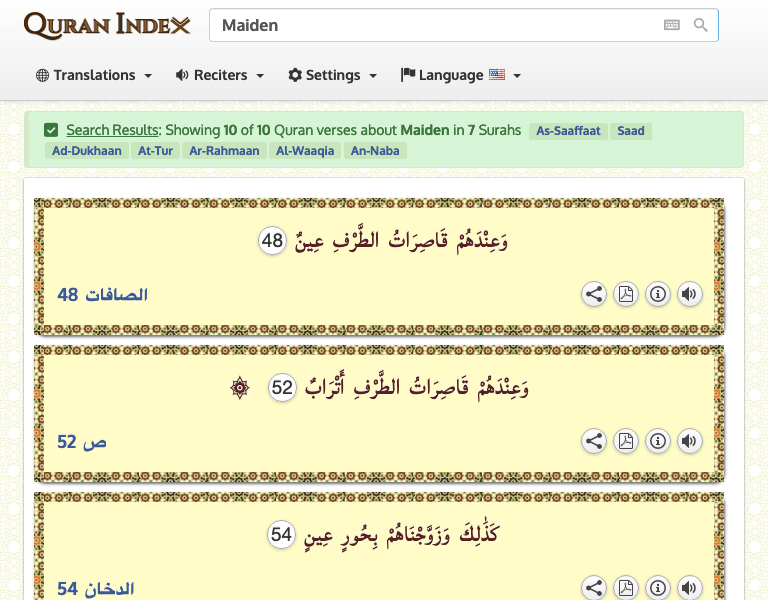 QURAN INDEX
Maiden
Translations Reciters Settings Language
Search Results: Showing 10 of 10 Quran verses about Maiden in 7 Surahs As-Saaffaat Saad
Ad-Dukhaan At-Tur Ar-Rahmaan Al-Waaqia An-Naba
وَعِنْدَهُمْ قَاصِرَاتُ الطَّرْفِ عِينٌ 48
الصافات 48
وَعِنْدَهُمْ قَاصِرَاتُ الطَّرْفِ أَتْرَابٌ 52 ۞
ص 52
كَذَٰلِكَ وَزَوَّجْنَاهُمْ بِحُورٍ عِينٍ 54
الدخان 54